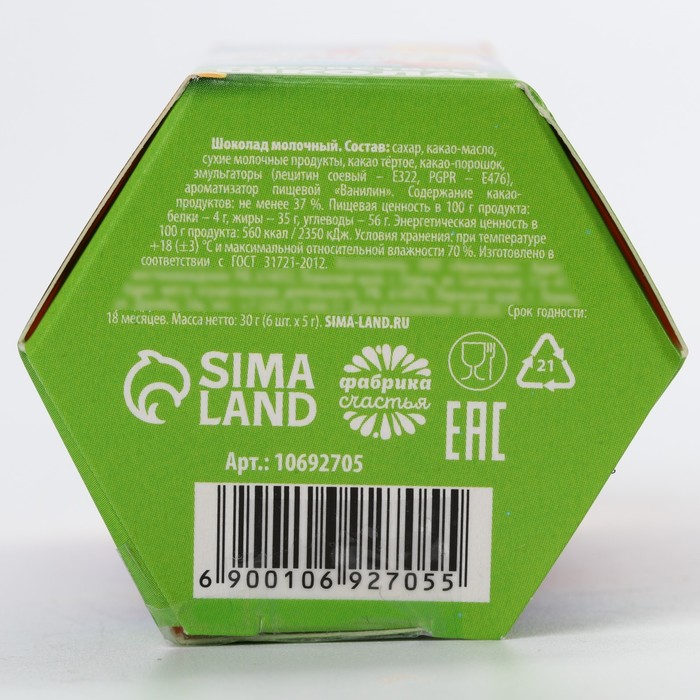 Шоколад молочный. Состав: сахар, какао-масло,
сухие молочные продукты, какао тёртое, какао-порошок,
эмульгаторы (лецитин соевый – Е322, PGPR – Е476),
ароматизатор пищевой «Ванилин». Содержание какао-
продуктов: не менее 37 %. Пищевая ценность в 100 г продукта:
белки – 4 г, жиры – 35 г, углеводы – 56 г. Энергетическая ценность в
100 г продукта: 560 ккал / 2350 кДж. Условия хранения: при температуре
+18 (±3) °С и максимальной относительной влажности 70 %. Изготовлено в
соответствии с ГОСТ 31721-2012.
Срок годности:
18 месяцев. Масса нетто: 30 г (6 шт. х 5 г). SIMA-LAND.RU
SIMA
LAND
фабрика
счастья
21
EAC
Арт.: 10692705
6 900106 927055